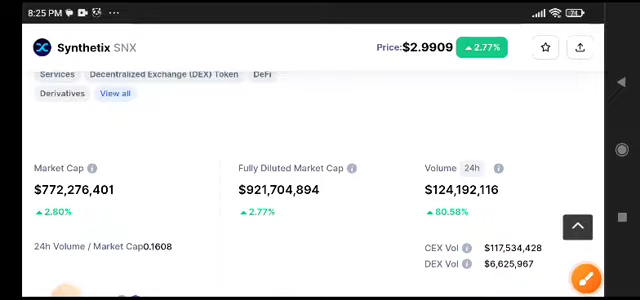 8:25 PM
74
Synthetix SNX
Price:$2.9909 2.77%
Services Decentralized Exchange (DEX) Token DeFi
Derivatives View all
Market Cap
$772,276,401
2.80%
24h Volume / Market Cap0.1608
Fully Diluted Market Cap
$921,704,894
2.77%
Volume 24h
$124,192,116
80.58%
CEX Vol $117,534,428
DEX Vol $6,625,967